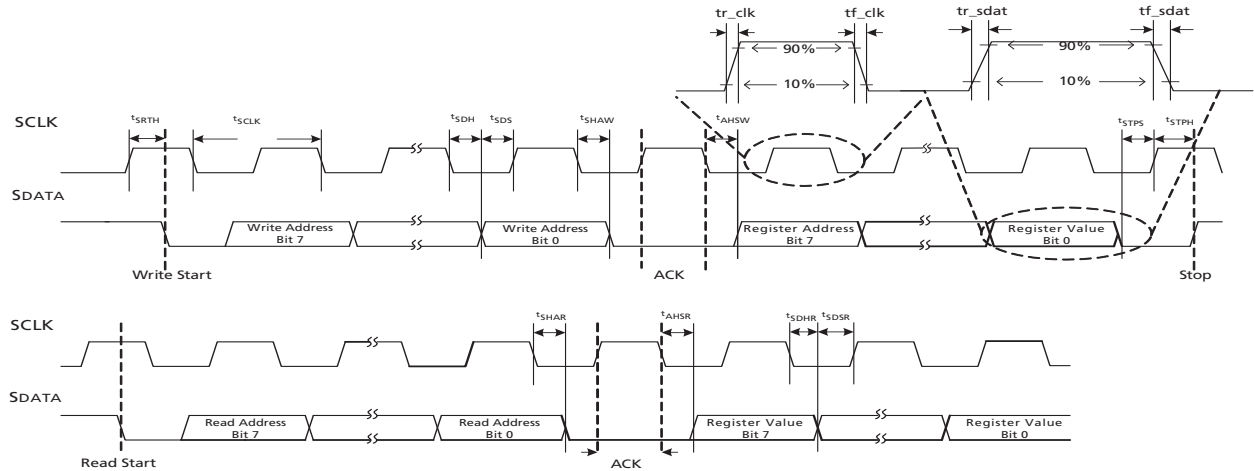 tr_clk tf_clk tr_sdat tf_sdat
90% 90%
10% 10%
SCLK
tSRTH tSCLK tSDH tSDS tSHAW tAHSW tSTPS tSTPH
SDATA
Write Address Bit 7
Write Address Bit 0
Register Address Bit 7
Register Value Bit 0
Write Start ACK Stop
SCLK
tSHAR tAHSR tSDHR tSDSR
SDATA
Read Address Bit 7
Read Address Bit 0
Register Value Bit 7
Register Value Bit 0
Read Start ACK